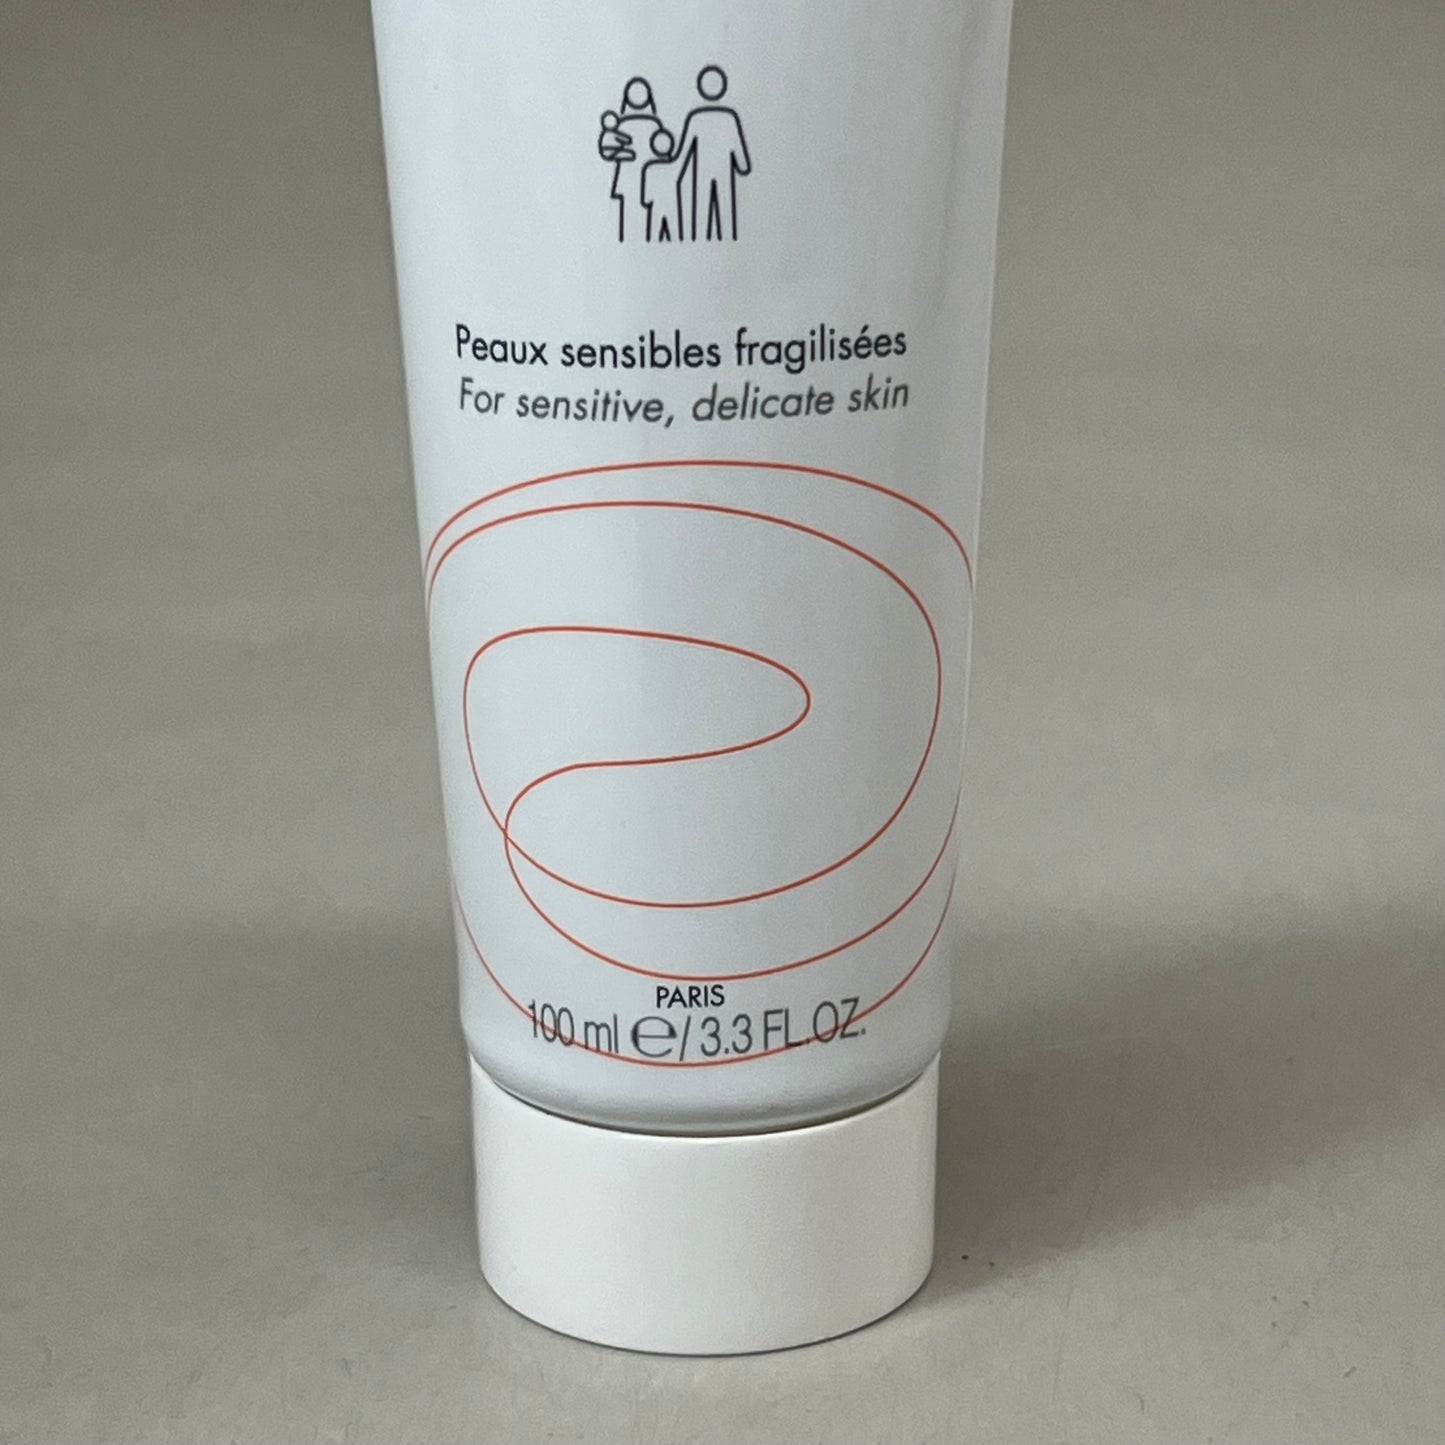 Peaux sensibles fragilisées
For sensitive, delicate skin
PARIS
100 ml ℮/3.3 FL.OZ.